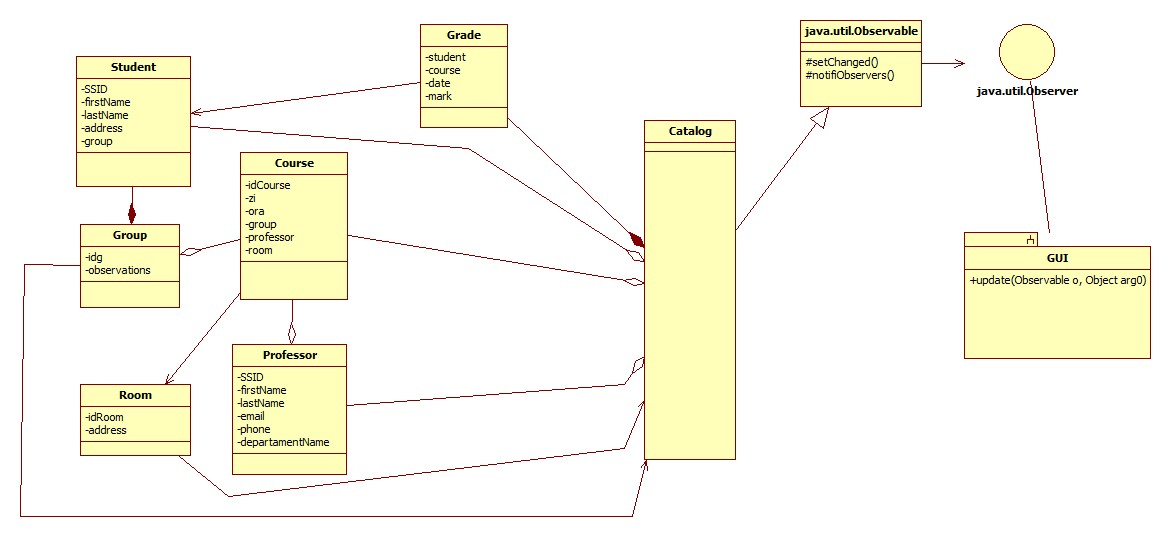 Student
-SSID
-firstName
-lastName
-address
-group
Grade
-student
-course
-date
-mark
java.util.Observable
#setChanged()
#notifiObservers()
java.util.Observer
Catalog
Course
-idCourse
-zi
-ora
-group
-professor
-room
Group
-idg
-observations
GUI
+update(Observable o, Object arg0)
Professor
-SSID
-firstName
-lastName
-email
-phone
-departamentName
Room
-idRoom
-address